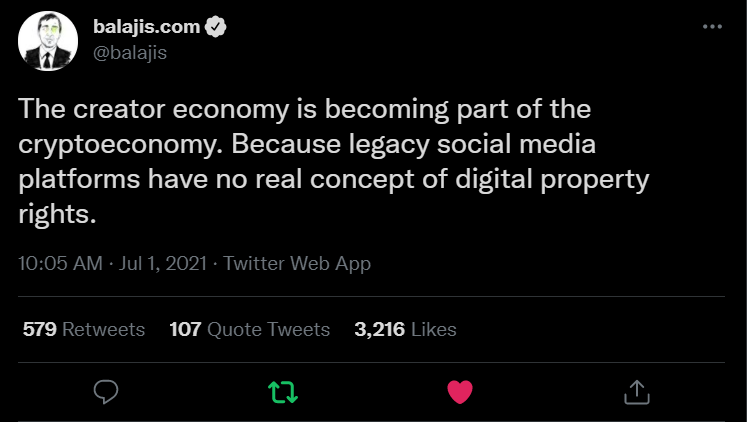 balajis.com
@balajis
The creator economy is becoming part of the
cryptoeconomy. Because legacy social media
platforms have no real concept of digital property
rights.
10:05 AM · Jul 1, 2021 · Twitter Web App
579 Retweets 107 Quote Tweets 3,216 Likes